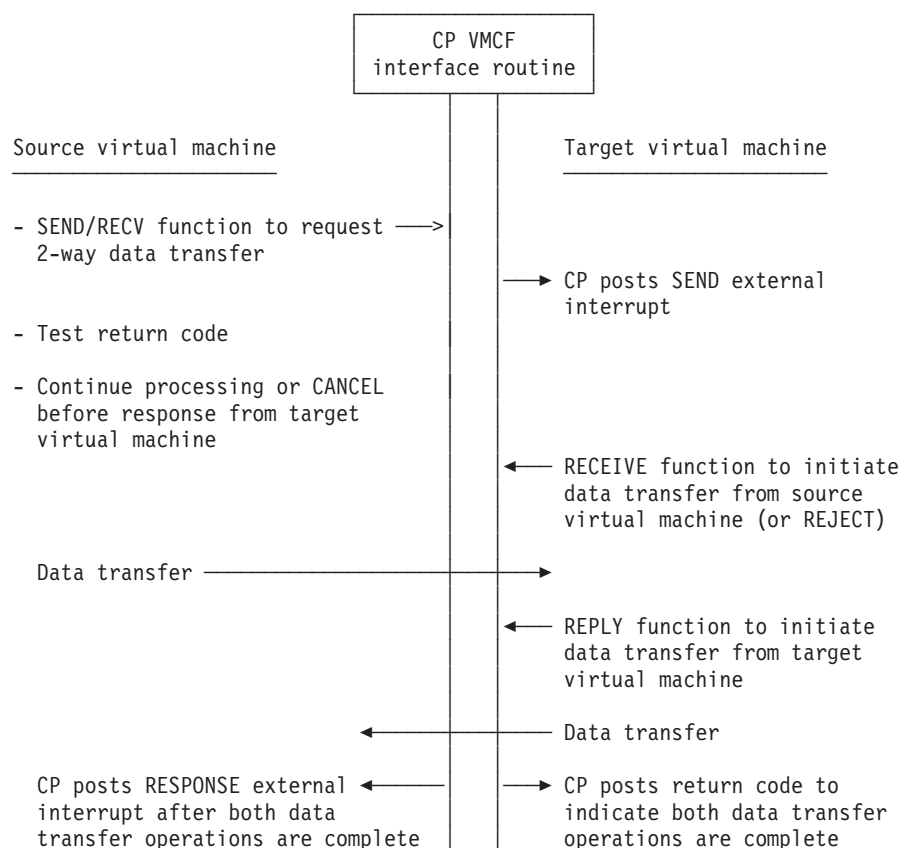 CP VMCF
interface routine
Source virtual machine
Target virtual machine
- SEND/RECV function to request
2-way data transfer
CP posts SEND external
interrupt
- Test return code
- Continue processing or CANCEL
before response from target
virtual machine
RECEIVE function to initiate
data transfer from source
virtual machine (or REJECT)
Data transfer
REPLY function to initiate
data transfer from target
virtual machine
Data transfer
CP posts RESPONSE external
interrupt after both data
transfer operations are complete
CP posts return code to
indicate both data transfer
operations are complete